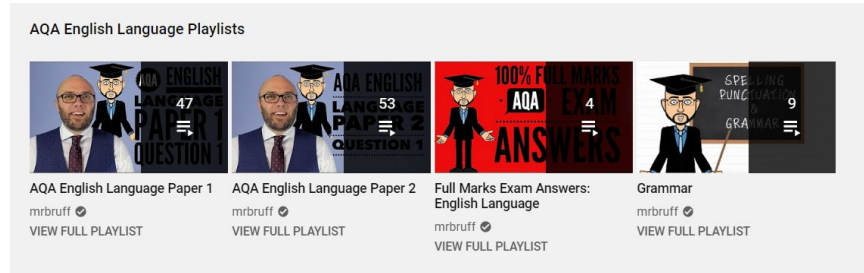 AQA English Language Playlists
AQA ENGLISH
LANGUAGE
PAPER 1
QUESTION 1
47
AQA ENGLISH
LANGUAGE
PAPER 2
QUESTION 1
53
100% FULL MARKS
AQA EXAM
ANSWERS
4
SPELLING
PUNCTUATION
&
GRAMMAR
9
AQA English Language Paper 1
mrbruff
VIEW FULL PLAYLIST
AQA English Language Paper 2
mrbruff
VIEW FULL PLAYLIST
Full Marks Exam Answers:
English Language
mrbruff
VIEW FULL PLAYLIST
Grammar
mrbruff
VIEW FULL PLAYLIST